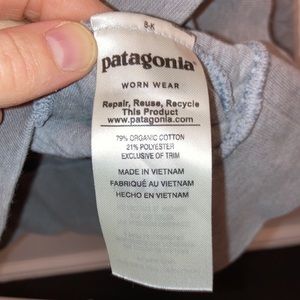 8-K
patagonia®
WORN WEAR
Repair, Reuse, Recycle
This Product
www.patagonia.com
79% ORGANIC COTTON
21% POLYESTER
EXCLUSIVE OF TRIM
MADE IN VIETNAM
FABRIQUÉ AU VIETNAM
HECHO EN VIETNAM